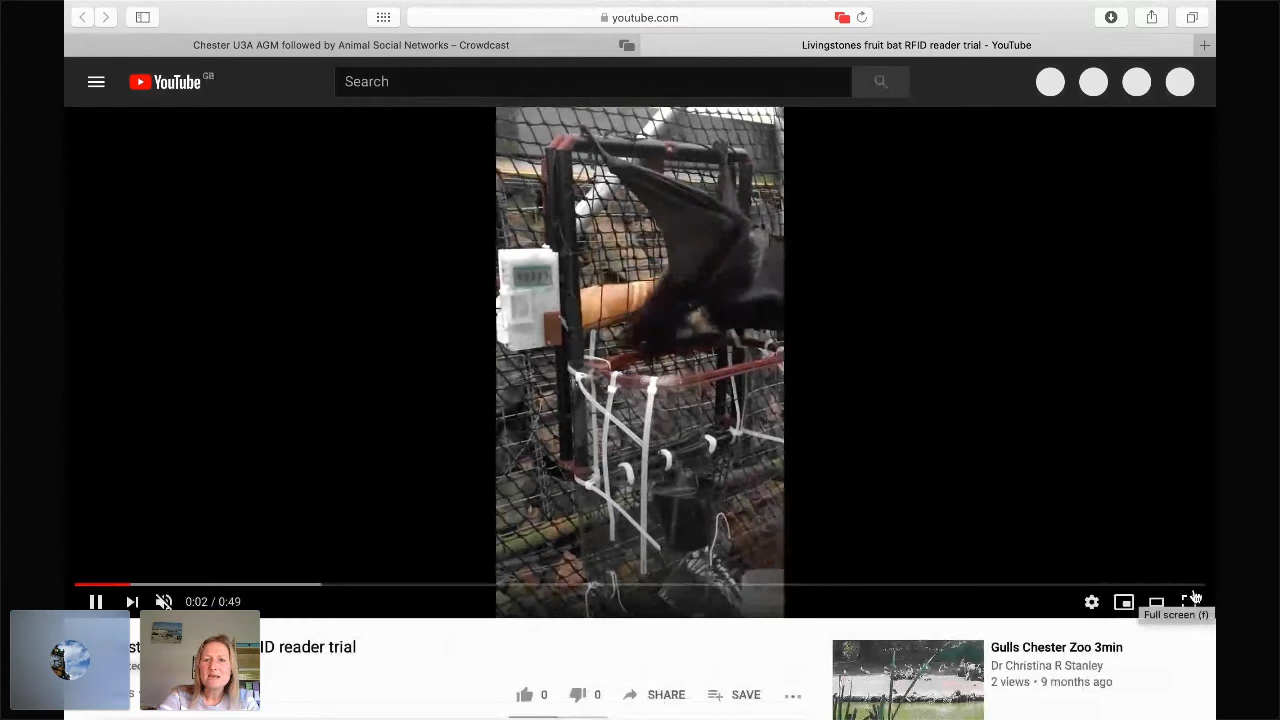 youtube.com
Chester U3A AGM followed by Animal Social Networks – Crowdcast
Livingstones fruit bat RFID reader trial - YouTube
YouTube GB
Search
0:02 / 0:49
Full screen (f)
ID reader trial
0
0
SHARE
SAVE
Gulls Chester Zoo 3min
Dr Christina R Stanley
2 views • 9 months ago